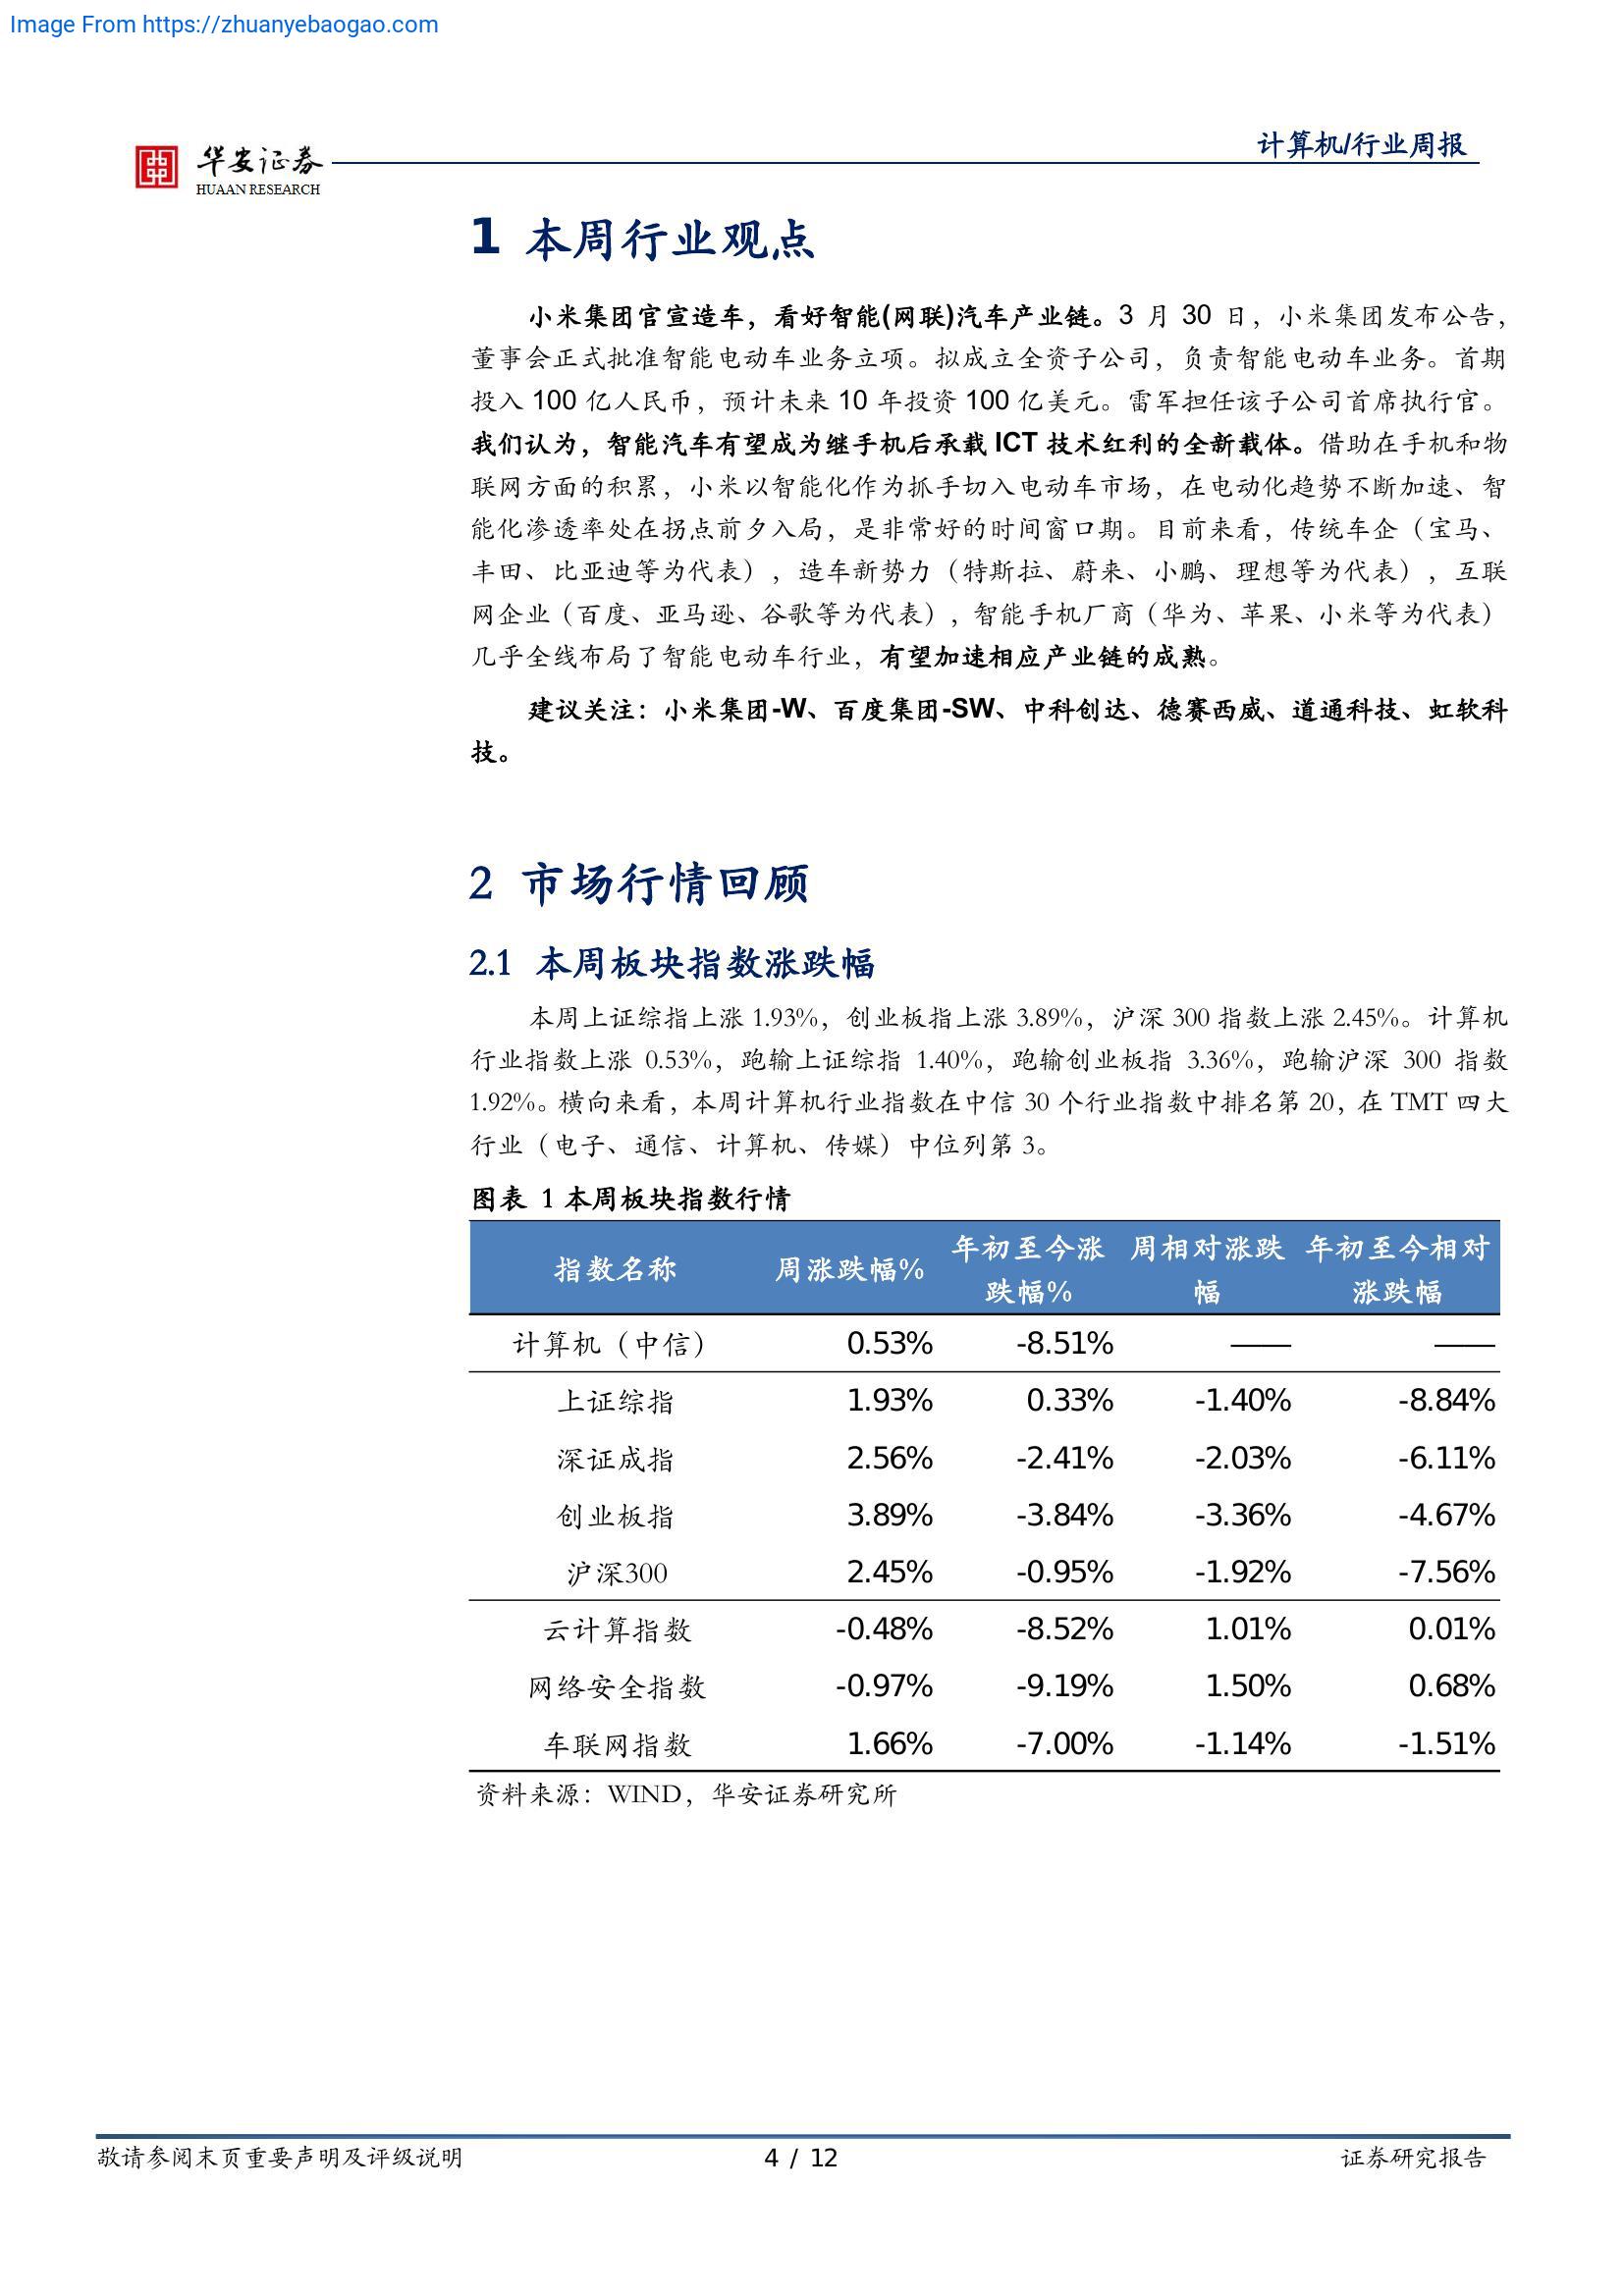 Image From https://zhuanyebaogao.com
华安证券
HUAAN RESEARCH
计算机/行业周报
1 本周行业观点
小米集团官宣造车，看好智能(网联)汽车产业链。3 月 30 日，小米集团发布公告，
董事会正式批准智能电动车业务立项。拟成立全资子公司，负责智能电动车业务。首期
投入 100 亿人民币，预计未来 10 年投资 100 亿美元。雷军担任该子公司首席执行官。
我们认为，智能汽车有望成为继手机后承载 ICT 技术红利的全新载体。借助在手机和物
联网方面的积累，小米以智能化作为抓手切入电动车市场，在电动化趋势不断加速、智
能化渗透率处在拐点前夕入局，是非常好的时间窗口期。目前来看，传统车企（宝马、
丰田、比亚迪等为代表），造车新势力（特斯拉、蔚来、小鹏、理想等为代表），互联
网企业（百度、亚马逊、谷歌等为代表），智能手机厂商（华为、苹果、小米等为代表）
几乎全线布局了智能电动车行业，有望加速相应产业链的成熟。
建议关注：小米集团-W、百度集团-SW、中科创达、德赛西威、道通科技、虹软科
技。
2 市场行情回顾
2.1 本周板块指数涨跌幅
本周上证综指上涨 1.93%，创业板指上涨 3.89%，沪深 300 指数上涨 2.45%。计算机
行业指数上涨 0.53%，跑输上证综指 1.40%，跑输创业板指 3.36%，跑输沪深 300 指数
1.92%。横向来看，本周计算机行业指数在中信 30 个行业指数中排名第 20，在 TMT 四大
行业（电子、通信、计算机、传媒）中位列第 3。
图表 1 本周板块指数行情
指数名称 周涨跌幅% 年初至今涨跌幅% 周相对涨跌幅 年初至今相对涨跌幅
计算机（中信） 0.53% -8.51% —— ——
上证综指 1.93% 0.33% -1.40% -8.84%
深证成指 2.56% -2.41% -2.03% -6.11%
创业板指 3.89% -3.84% -3.36% -4.67%
沪深300 2.45% -0.95% -1.92% -7.56%
云计算指数 -0.48% -8.52% 1.01% 0.01%
网络安全指数 -0.97% -9.19% 1.50% 0.68%
车联网指数 1.66% -7.00% -1.14% -1.51%
资料来源：WIND，华安证券研究所
敬请参阅末页重要声明及评级说明
4 / 12
证券研究报告